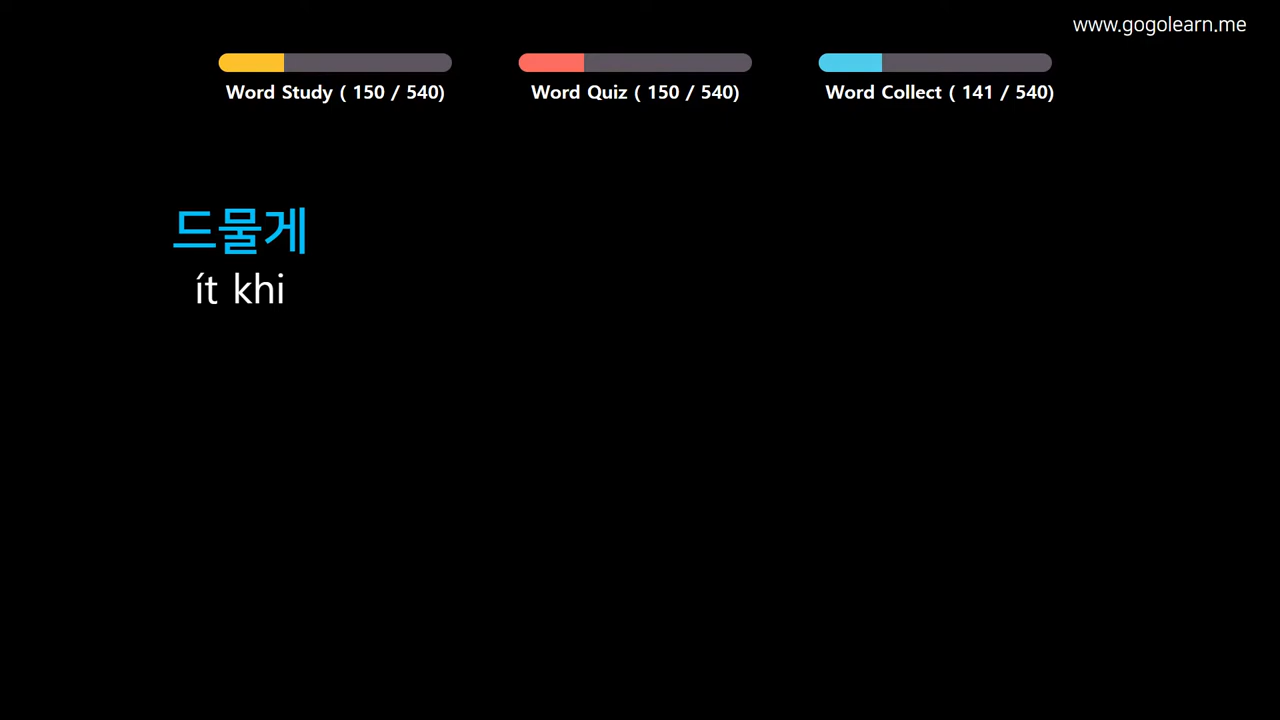 www.gogolearn.me
Word Study ( 150 / 540)
Word Quiz ( 150 / 540)
Word Collect ( 141 / 540)
드물게
ít khi